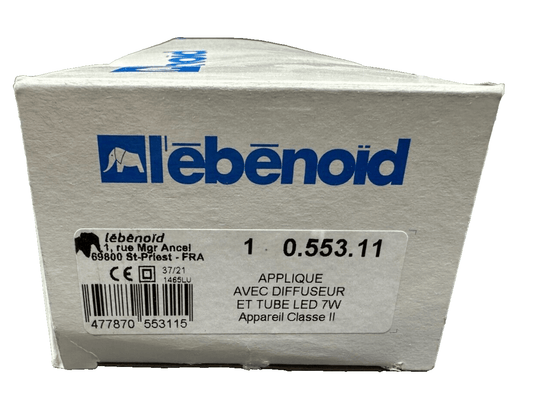 l'ébénoïd
l'ébénoïd
1, rue Mgr Ancel
69800 St-Priest - FRA
CE 37/21
1465LU
477870 553115
1 0.553.11
APPLIQUE
AVEC DIFFUSEUR
ET TUBE LED 7W
Appareil Classe II